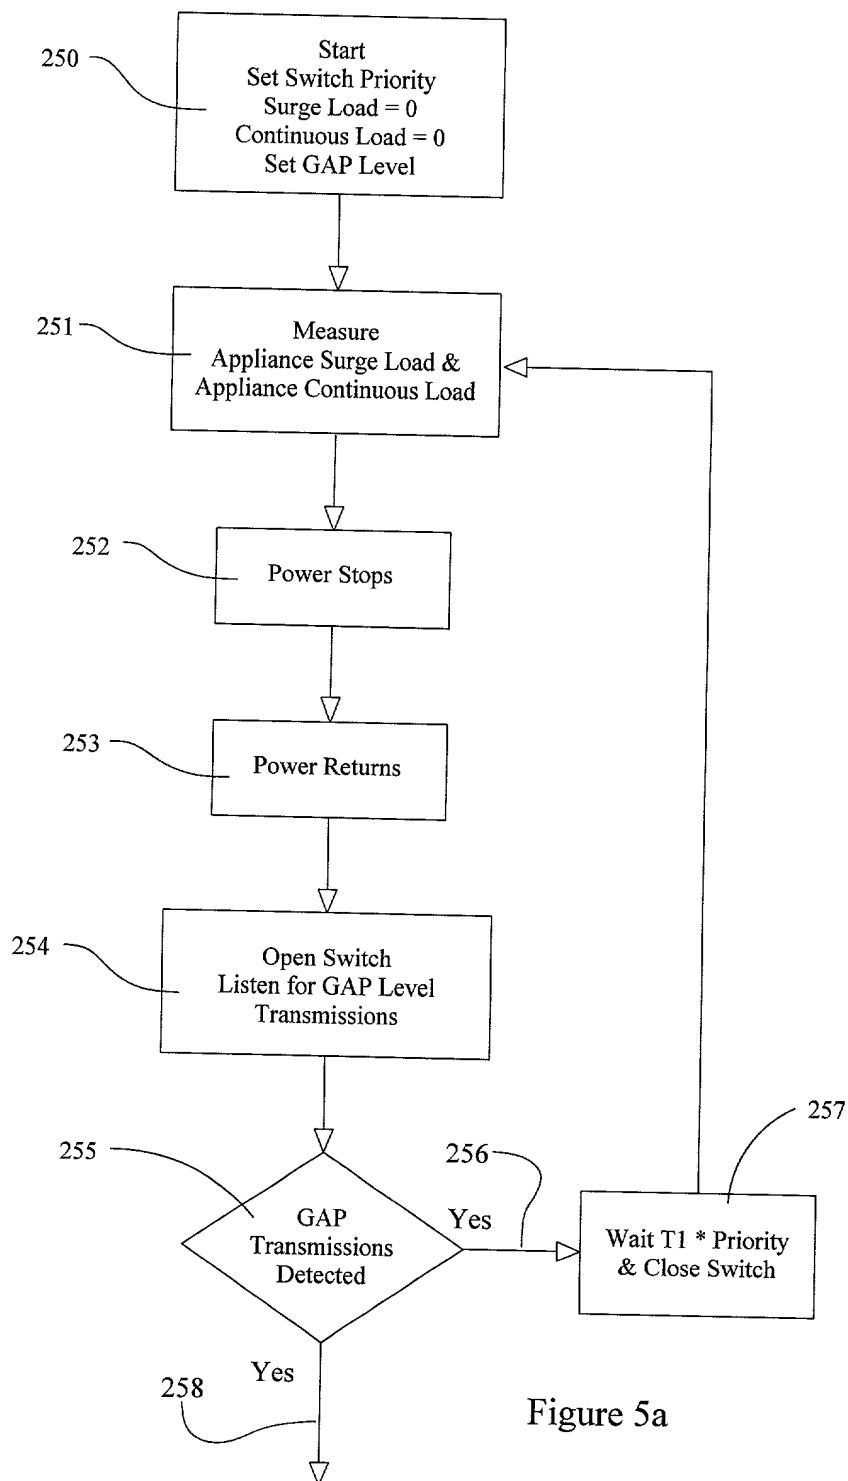 250
Start
Set Switch Priority
Surge Load = 0
Continuous Load = 0
Set GAP Level
251
Measure
Appliance Surge Load &
Appliance Continuous Load
252
Power Stops
253
Power Returns
254
Open Switch
Listen for GAP Level
Transmissions
255
GAP
Transmissions
Detected
256
Yes
257
Wait T1 * Priority
& Close Switch
Yes
258
Figure 5a